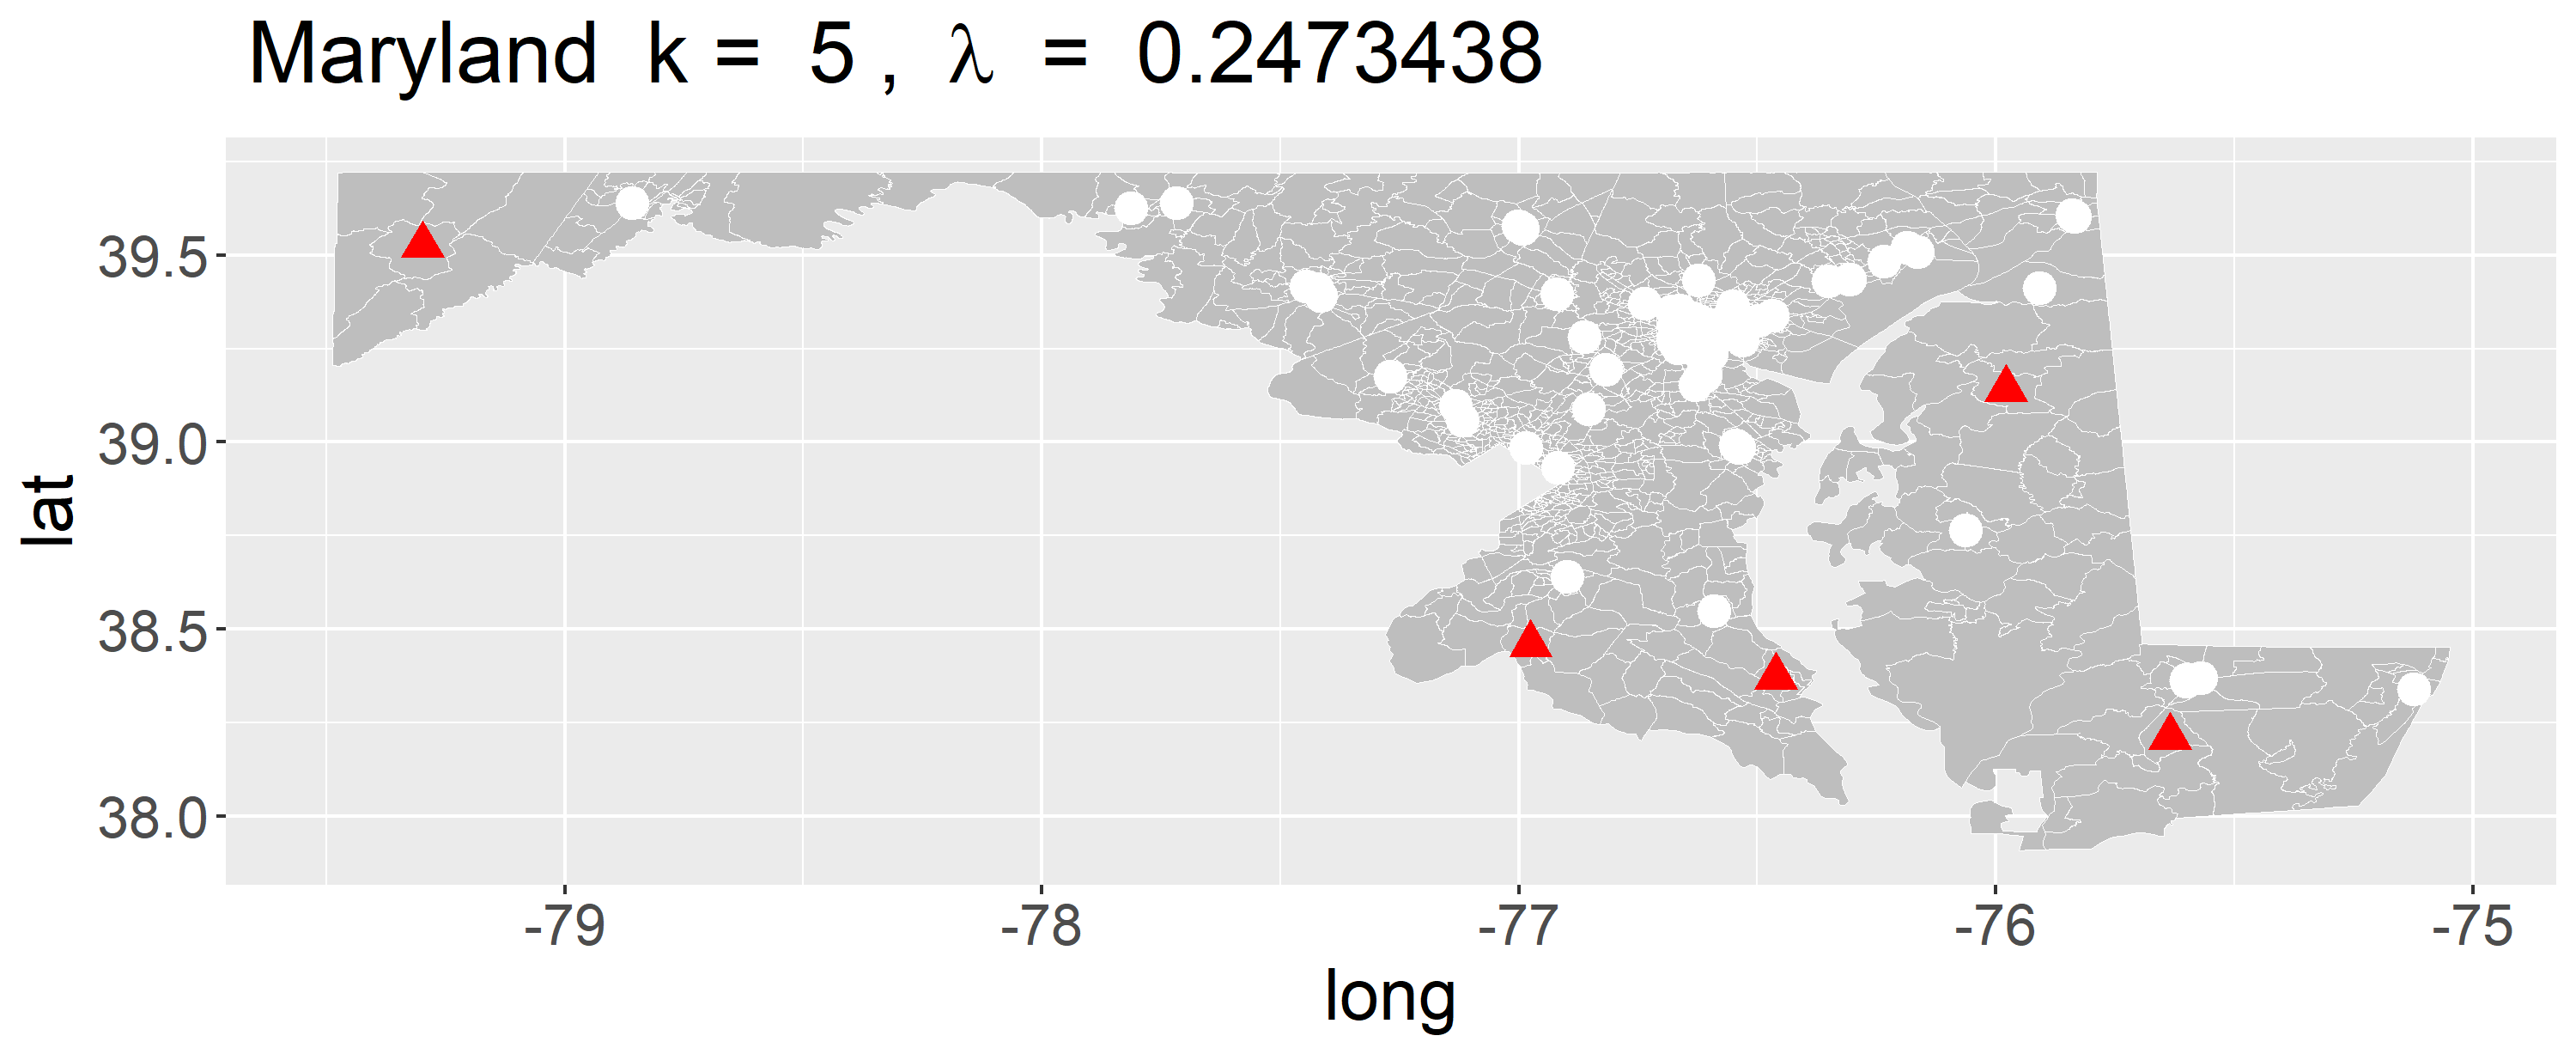 Maryland k = 5 , λ = 0.2473438
39.5
39.0
38.5
38.0
lat
-79 -78 -77 -76 -75
long